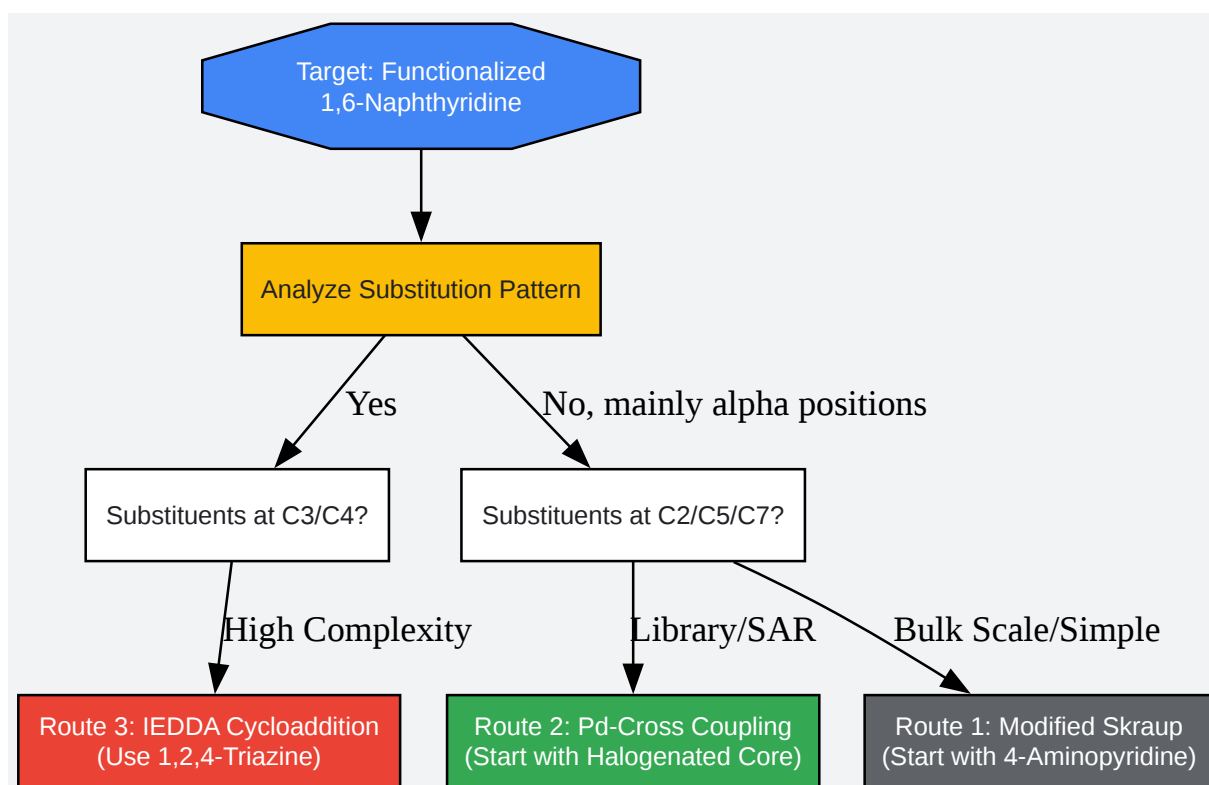 Target: Functionalized
1,6-Naphthyridine
Analyze Substitution Pattern
Yes
No, mainly alpha positions
Substituents at C3/C4?
Substituents at C2/C5/C7?
High Complexity
Library/SAR
Bulk Scale/Simple
Route 3: IEDDA Cycloaddition
(Use 1,2,4-Triazine)
Route 2: Pd-Cross Coupling
(Start with Halogenated Core)
Route 1: Modified Skraup
(Start with 4-Aminopyridine)